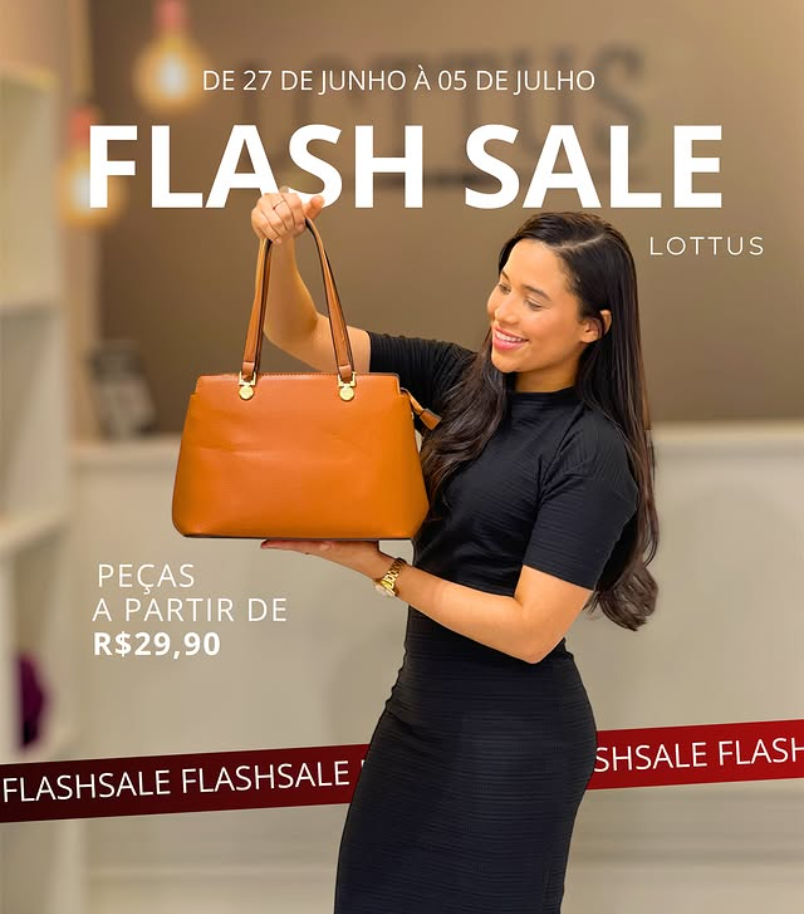 DE 27 DE JUNHO À 05 DE JULHO
FLASH SALE
LOTTUS
PEÇAS
A PARTIR DE
R$29,90
FLASHSALE FLASHSALE
SHSALE FLASH